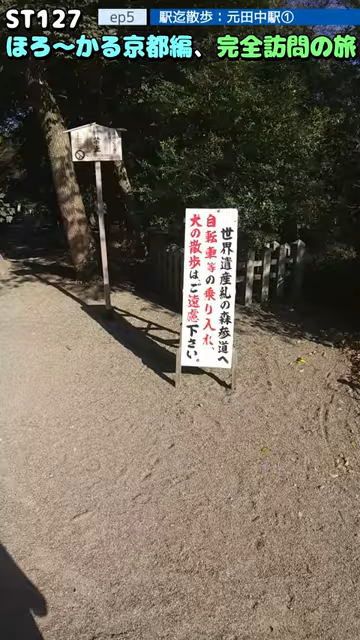 ST127
ep5
駅迄散歩：元田中駅①
ほろ～かる京都編、完全訪問の旅
世界遺産糺の森参道へ
自転車等の乗り入れ、
犬の散歩はご遠慮下さい。